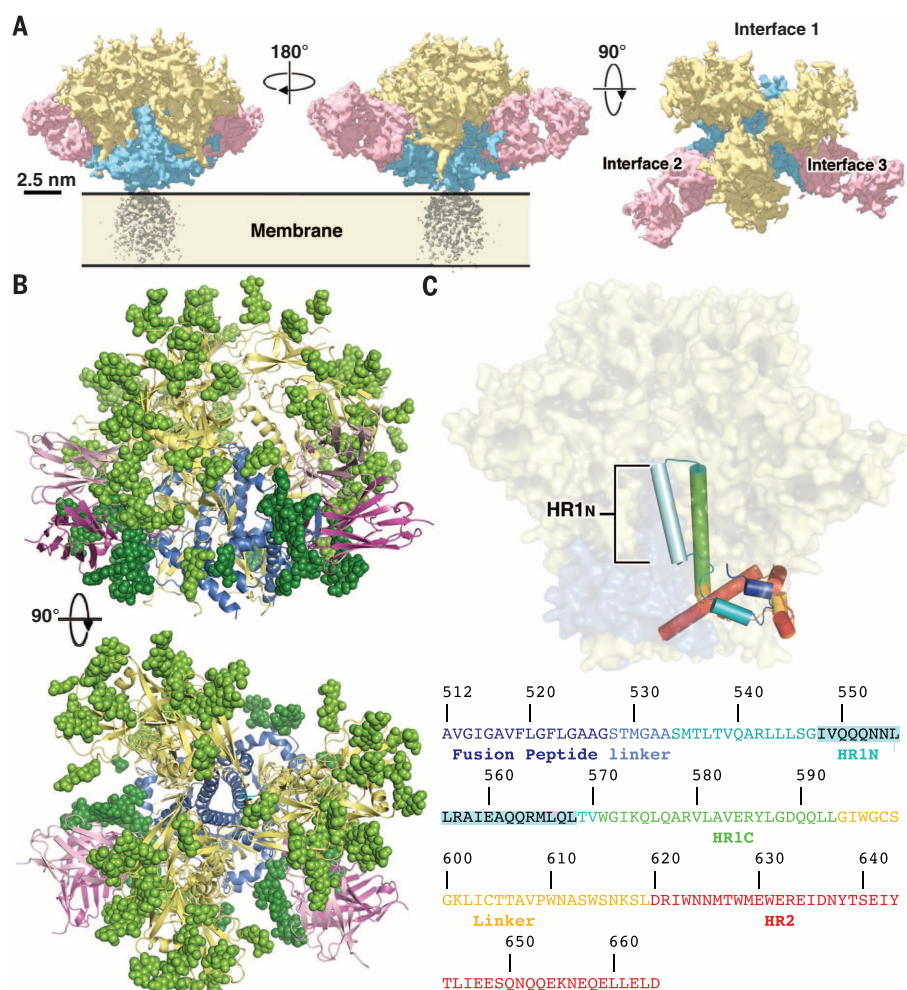 A
180°
90°
Interface 1
Interface 2
Interface 3
2.5 nm
Membrane
B
C
90°
HR1N
512 520 530 540 550
AVGIGAVFLGFLGAAGSTMGAASMTLTVQARLLLSGIVQQQNNL
Fusion Peptide linker HR1N
560 570 580 590
LRAIEAQQRMLQLTVWGIKQLQARVLAVERYLGDQQLLGIWGCS
HR1C
600 610 620 630 640
GKLICTTAVPWNASWSNKSLDRIWNNMTWMEWEREIDNYTSEIY
Linker HR2
650 660
TLIEESQNQQEKNEQELLELD